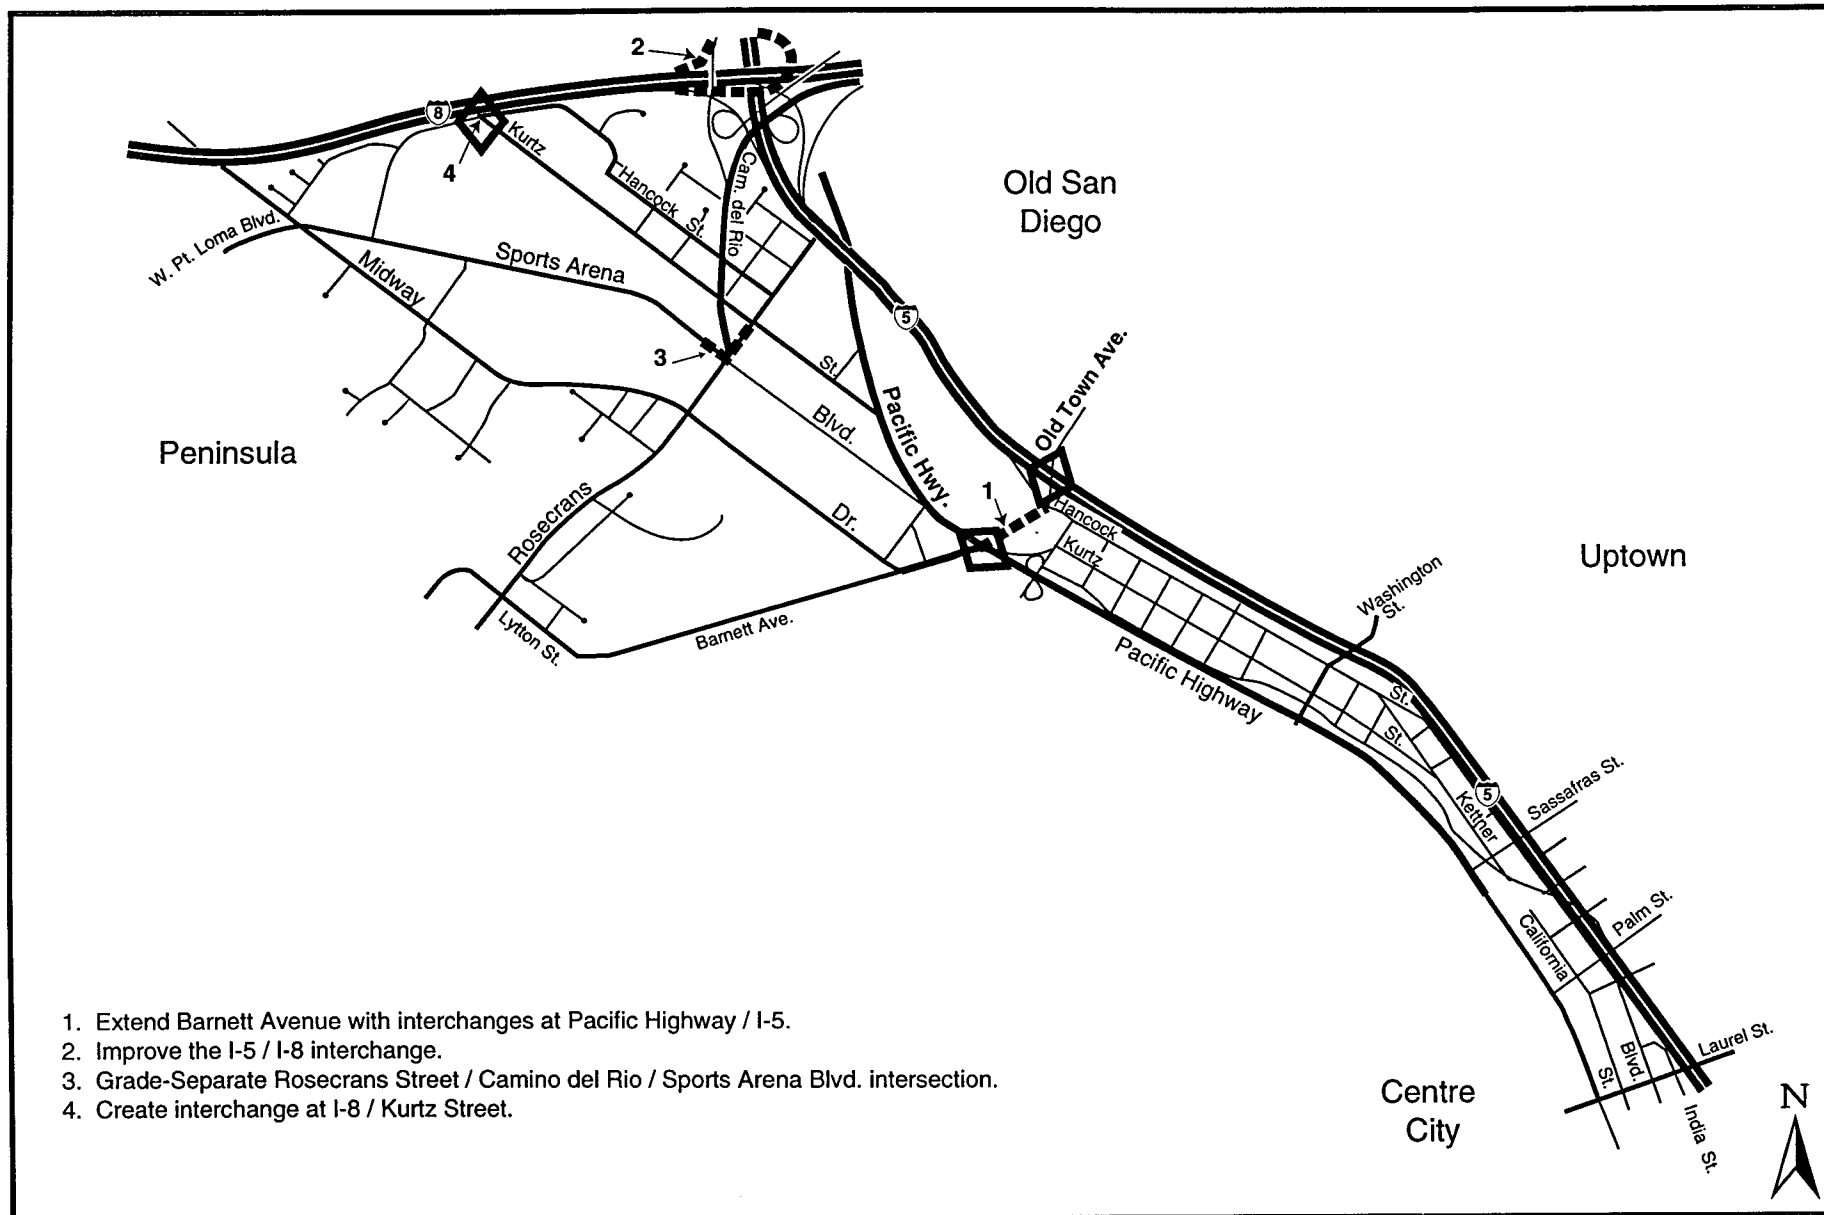 2
8
Kurtz
4
Hancock
St.
Cam. del Rio
Old San
Diego
W. Pt. Loma Blvd.
Sports Arena
Midway
5
3
St.
Old Town Ave.
Blvd.
Pacific Hwy.
Peninsula
1
Rosecrans
Dr.
Hancock
Kurtz
Uptown
Washington
St.
Lytton St.
Barnett Ave.
Pacific Highway
St.
St.
5
Kettner
Sassafras St.
Palm St.
California
1. Extend Barnett Avenue with interchanges at Pacific Highway / I-5.
2. Improve the I-5 / I-8 interchange.
3. Grade-Separate Rosecrans Street / Camino del Rio / Sports Arena Blvd. intersection.
4. Create interchange at I-8 / Kurtz Street.
Laurel St.
Blvd.
St.
Centre
City
India St.
N